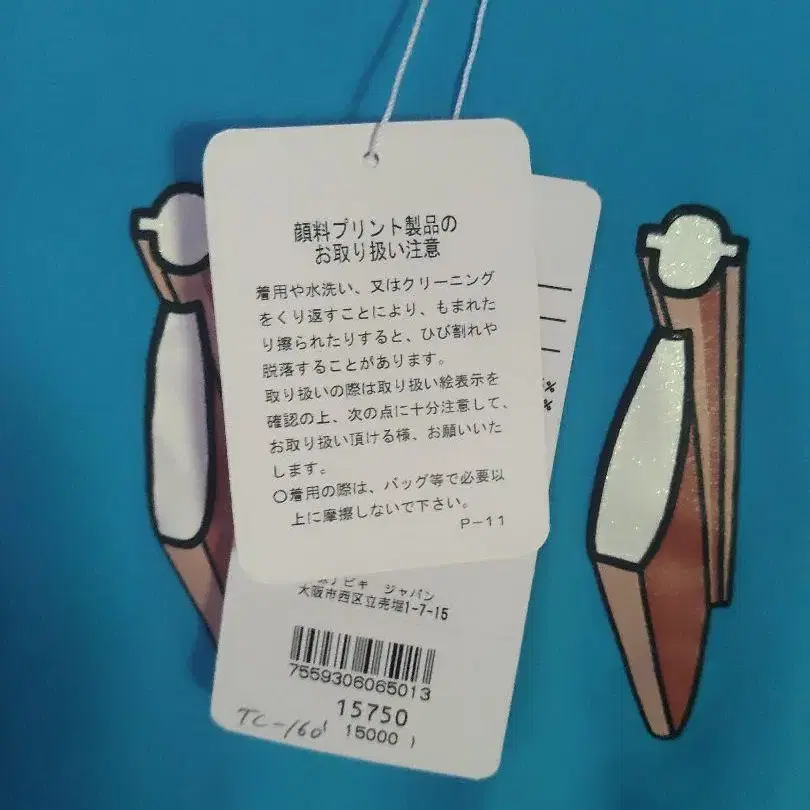 顔料プリント製品の
お取り扱い注意
着用や水洗い、又はクリーニング
をくり返すことにより、もまれた
り擦られたりすると、ひび割れや
脱落することがあります。
取り扱いの際は取り扱い絵表示を
確認の上、次の点に十分注意して、
お取り扱い頂ける様、お願いいた
します。
○着用の際は、バッグ等で必要以
上に摩擦しないで下さい。
P-11
%
%
ジャパン
大阪市西区立売堀1-7-15
7559306065013
15750
15000 )
TC-160